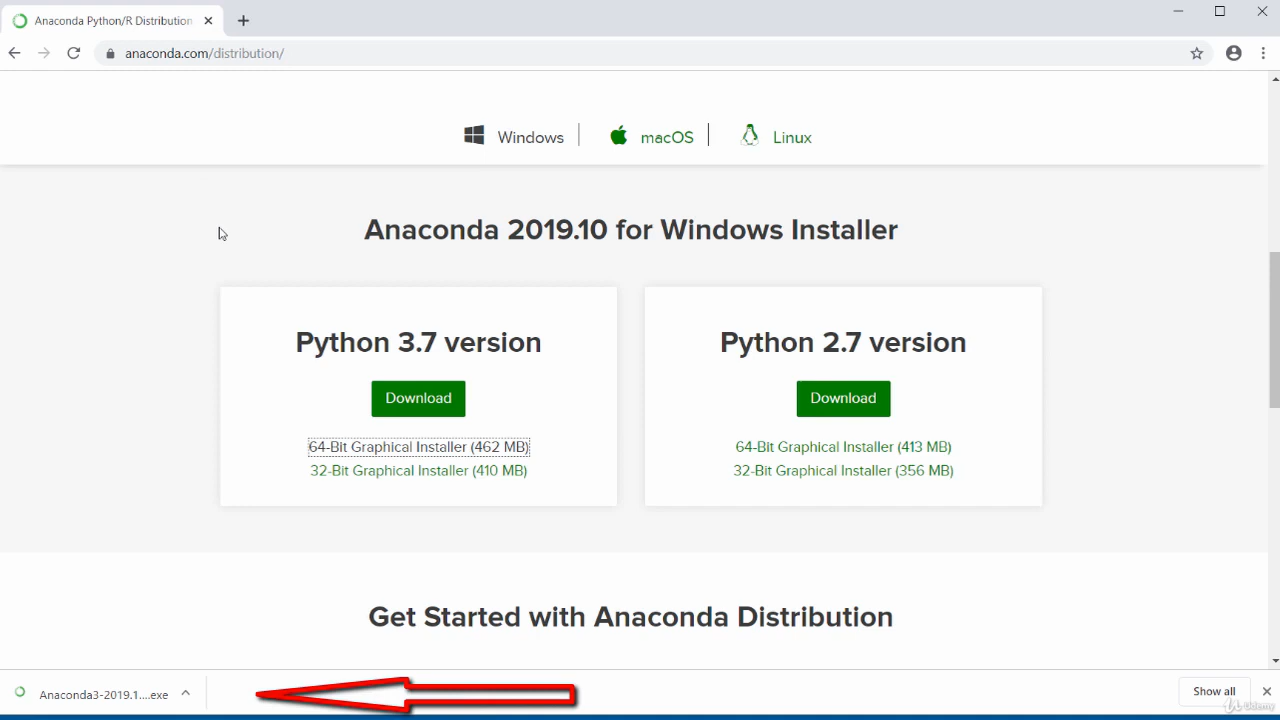 Anaconda Python/R Distribution
anaconda.com/distribution/
Windows
macOS
Linux
Anaconda 2019.10 for Windows Installer
Python 3.7 version
Download
64-Bit Graphical Installer (462 MB)
32-Bit Graphical Installer (410 MB)
Python 2.7 version
Download
64-Bit Graphical Installer (413 MB)
32-Bit Graphical Installer (356 MB)
Get Started with Anaconda Distribution
Anaconda3-2019.1....exe
Show all
Udemy